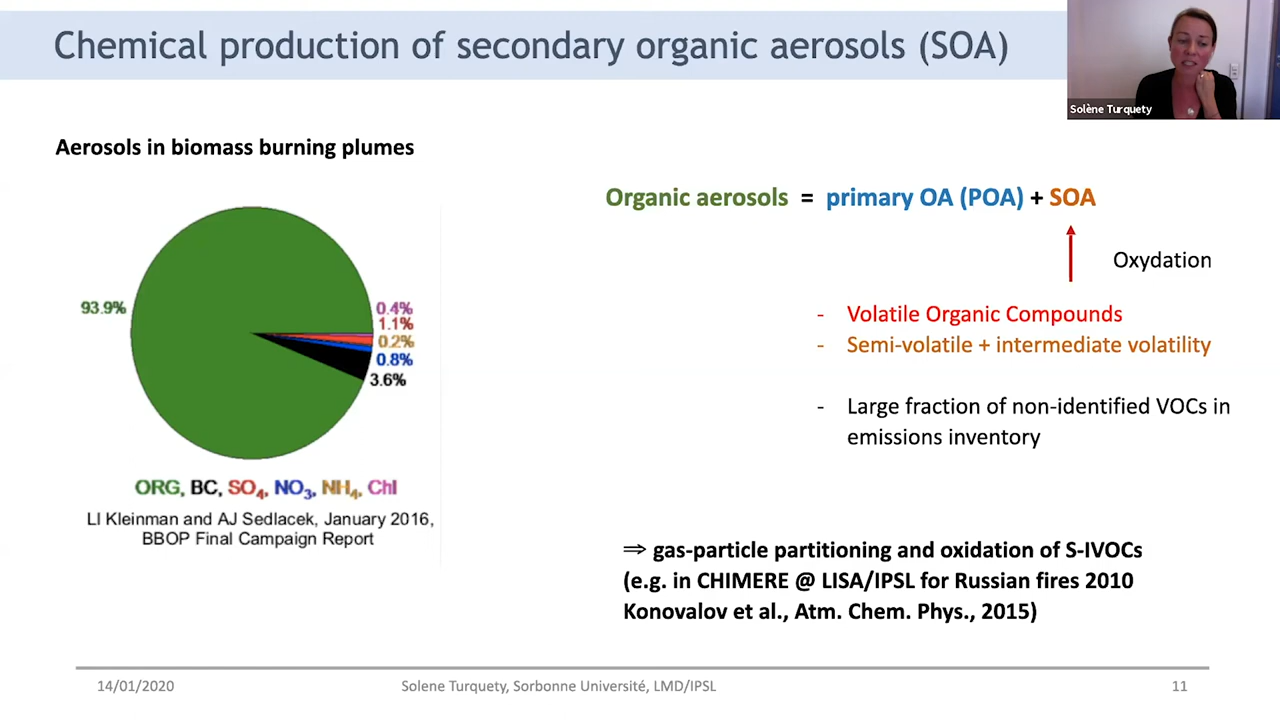 Chemical production of secondary organic aerosols (SOA)
Solène Turquety
Aerosols in biomass burning plumes
93.9%
0.4%
1.1%
0.2%
0.8%
3.6%
ORG, BC, SO4, NO3, NH4, Chl
LI Kleinman and AJ Sedlacek, January 2016,
BBOP Final Campaign Report
Organic aerosols = primary OA (POA) + SOA
Oxydation
- Volatile Organic Compounds
- Semi-volatile + intermediate volatility
- Large fraction of non-identified VOCs in
emissions inventory
⇒ gas-particle partitioning and oxidation of S-IVOCs
(e.g. in CHIMERE @ LISA/IPSL for Russian fires 2010
Konovalov et al., Atm. Chem. Phys., 2015)
14/01/2020
Solene Turquety, Sorbonne Université, LMD/IPSL
11